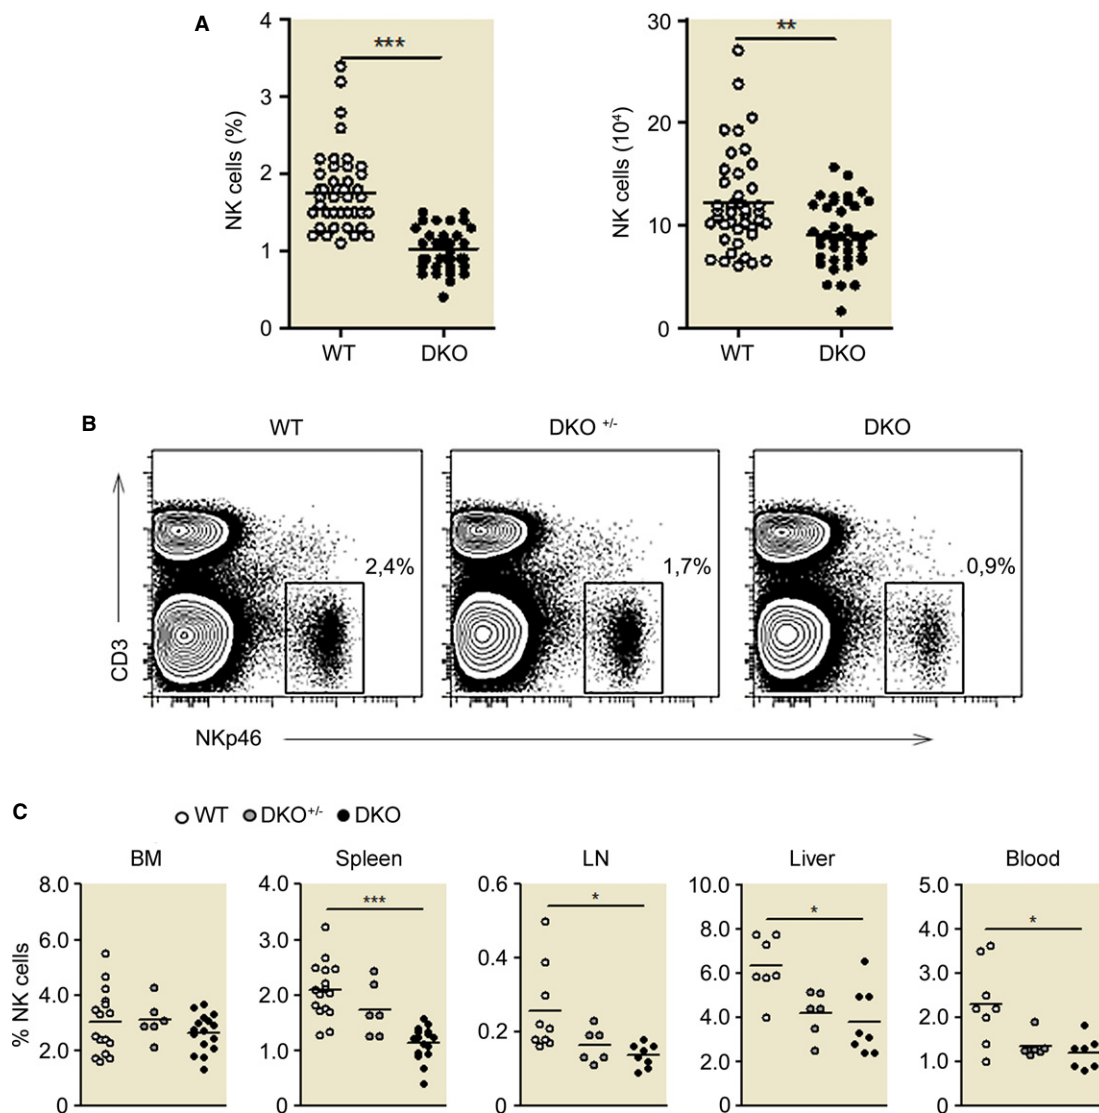 A
NK cells (%)
4
3
2
1
0
***
WT DKO
NK cells (10⁴)
30
20
10
0
**
WT DKO
B
WT DKO +/- DKO
CD3
2,4% 1,7% 0,9%
NKp46
C
WT DKO+/- DKO
BM Spleen LN Liver Blood
% NK cells
8.0
6.0
4.0
2.0
0
4.0
3.0
2.0
1.0
0
***
0.6
0.4
0.2
0
*
10.0
8.0
6.0
4.0
2.0
0
*
5.0
4.0
3.0
2.0
1.0
0
*